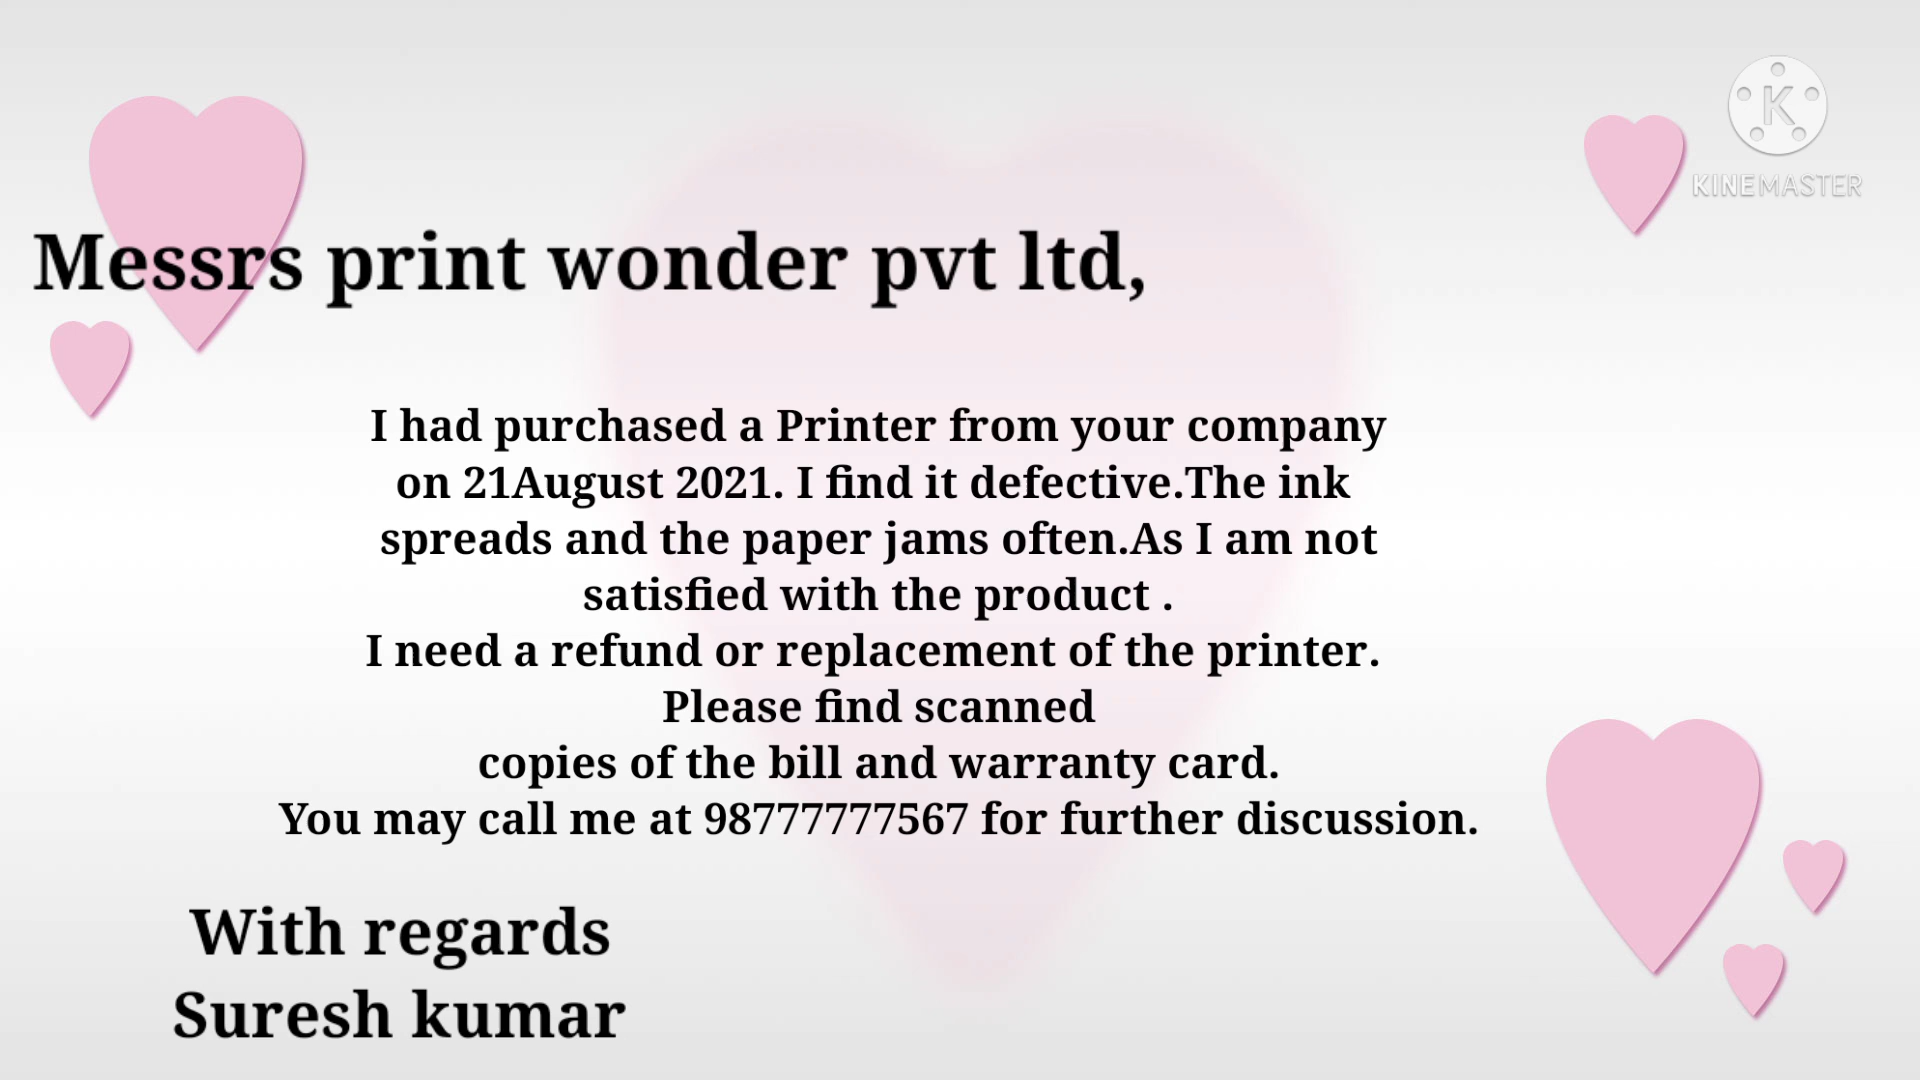 K
KINEMASTER
Messrs print wonder pvt ltd,
I had purchased a Printer from your company
on 21August 2021. I find it defective.The ink
spreads and the paper jams often.As I am not
satisfied with the product .
I need a refund or replacement of the printer.
Please find scanned
copies of the bill and warranty card.
You may call me at 98777777567 for further discussion.
With regards
Suresh kumar